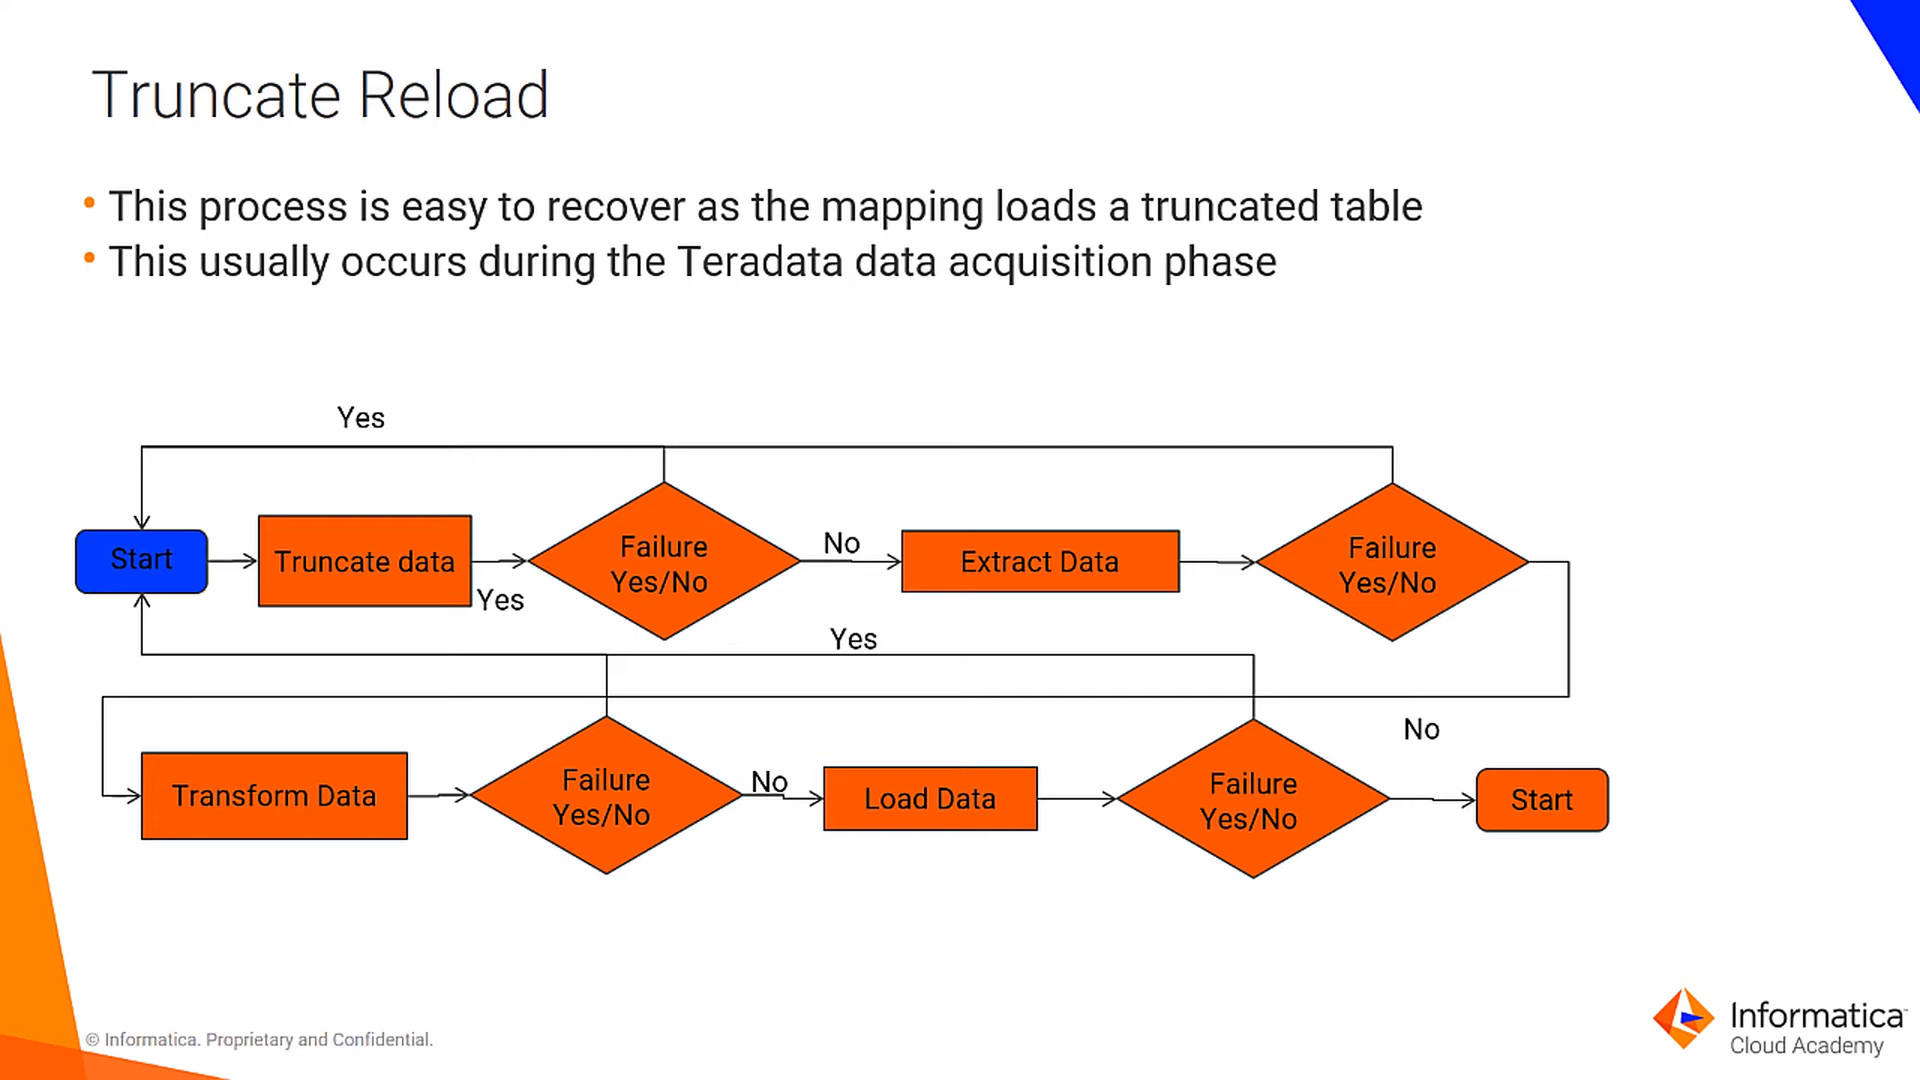 Truncate Reload
• This process is easy to recover as the mapping loads a truncated table
• This usually occurs during the Teradata data acquisition phase
Yes
Start
Truncate data
Failure
Yes/No
No
Extract Data
Failure
Yes/No
Yes
Yes
No
Transform Data
Failure
Yes/No
No
Load Data
Failure
Yes/No
Start
© Informatica. Proprietary and Confidential.
Informatica
Cloud Academy